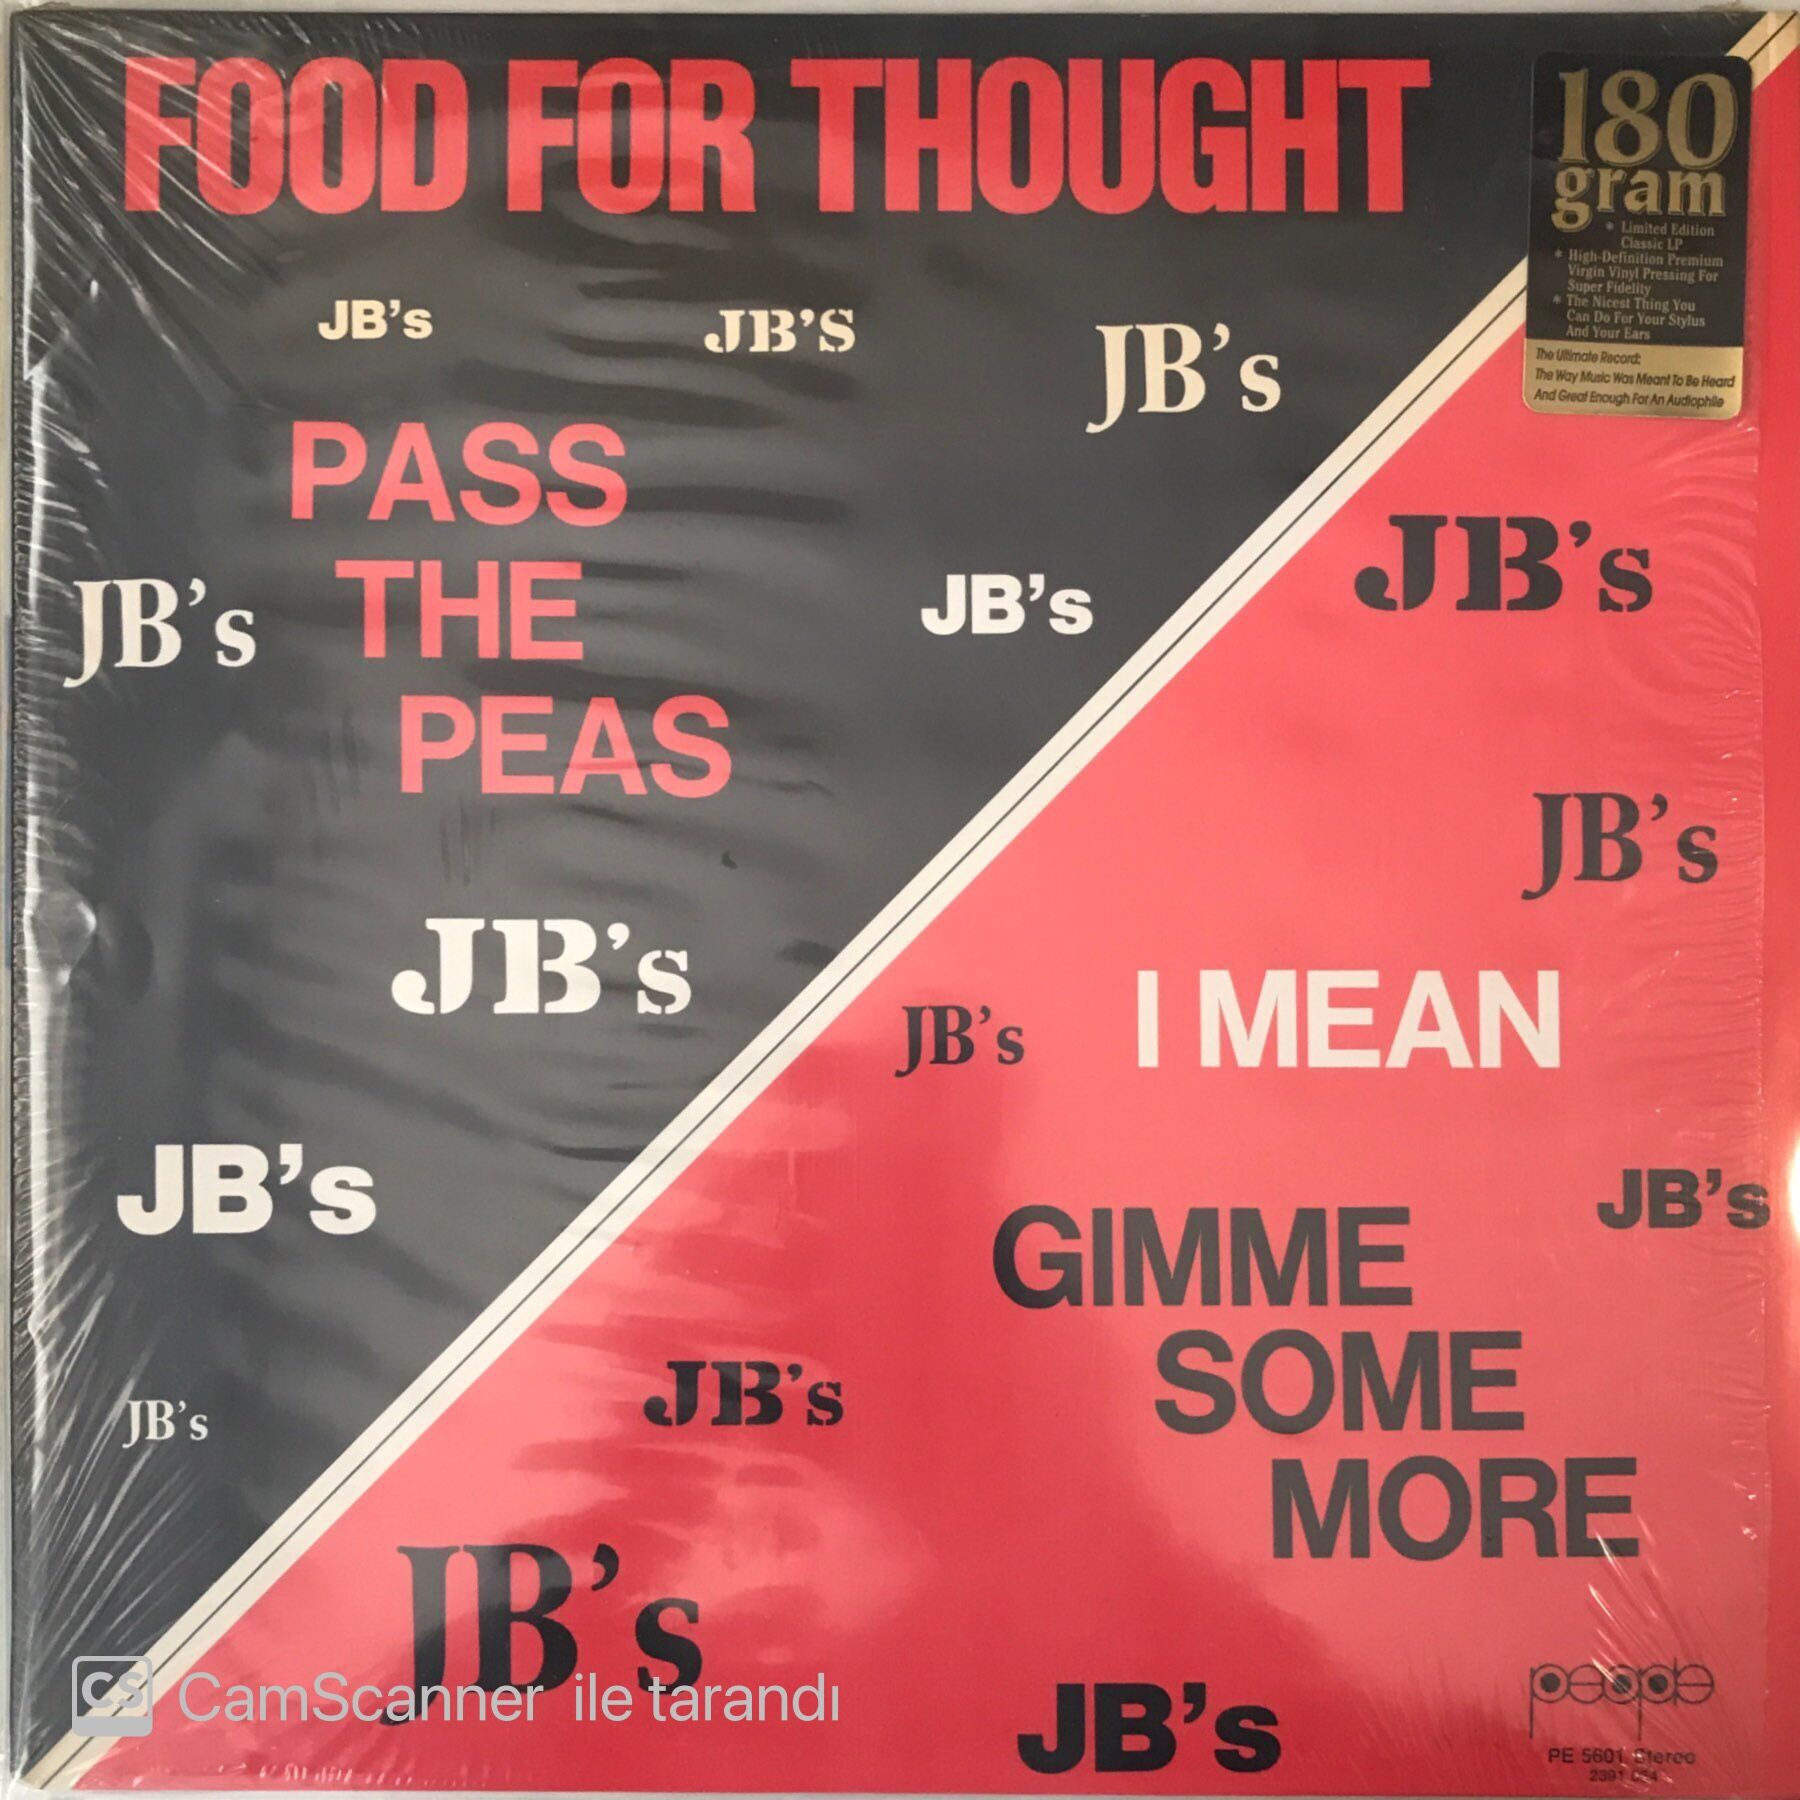 FOOD FOR THOUGHT
180
gram
* Limited Edition
Classic LP
* High-Definition Premium
Virgin Vinyl Pressing For
Super Fidelity
* The Nicest Thing You
Can Do For Your Stylus
And Your Ears
The Ultimate Record:
The Way Music Was Meant To Be Heard
And Great Enough For An Audiophile
JB's
JB'S
JB's
PASS
THE
PEAS
JB's
JB's
JB's
JB's
JB's
JB's
I MEAN
JB's
JB's
GIMME
SOME
MORE
JB's
JB's
JB's
JB's
JB's
people
PE 5601 Stereo
CS CamScanner ile tarandı